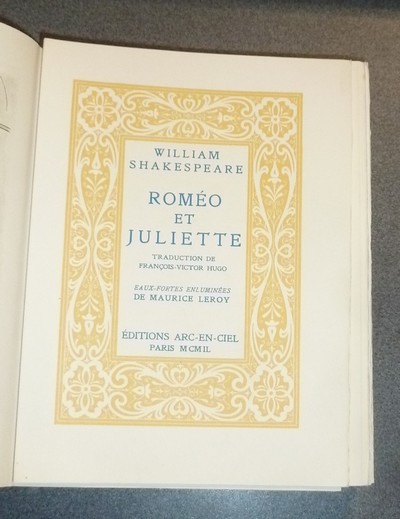 WILLIAM
SHAKESPEARE
ROMÉO
ET
JULIETTE
TRADUCTION DE
FRANÇOIS-VICTOR HUGO
EAUX-FORTES ENLUMINÉES
DE MAURICE LEROY
ÉDITIONS ARC-EN-CIEL
PARIS MCMIL